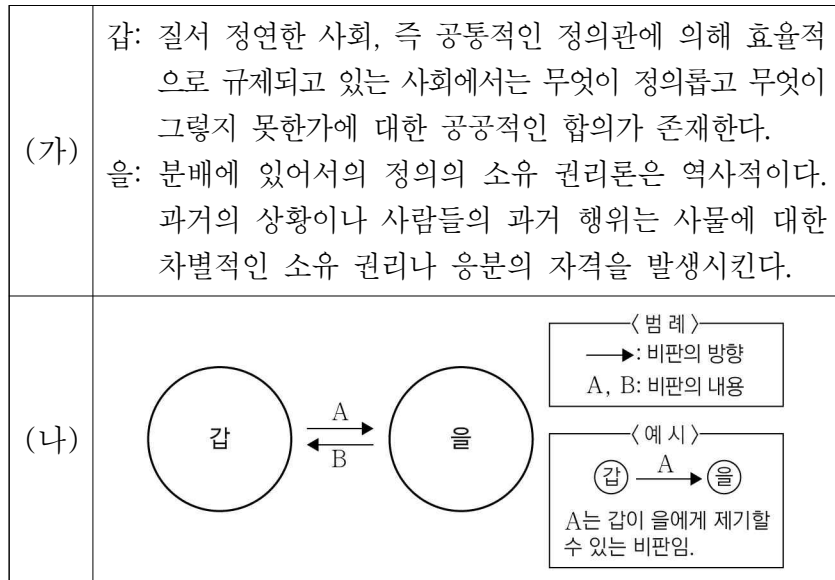 (가)
갑: 질서 정연한 사회, 즉 공통적인 정의관에 의해 효율적
으로 규제되고 있는 사회에서는 무엇이 정의롭고 무엇이
그렇지 못한가에 대한 공공적인 합의가 존재한다.
을: 분배에 있어서의 정의의 소유 권리론은 역사적이다.
과거의 상황이나 사람들의 과거 행위는 사물에 대한
차별적인 소유 권리나 응분의 자격을 발생시킨다.
(나)
갑
A
B
을
〈범 례〉
: 비판의 방향
A, B: 비판의 내용
〈예 시〉
갑 A 을
A는 갑이 을에게 제기할
수 있는 비판임.